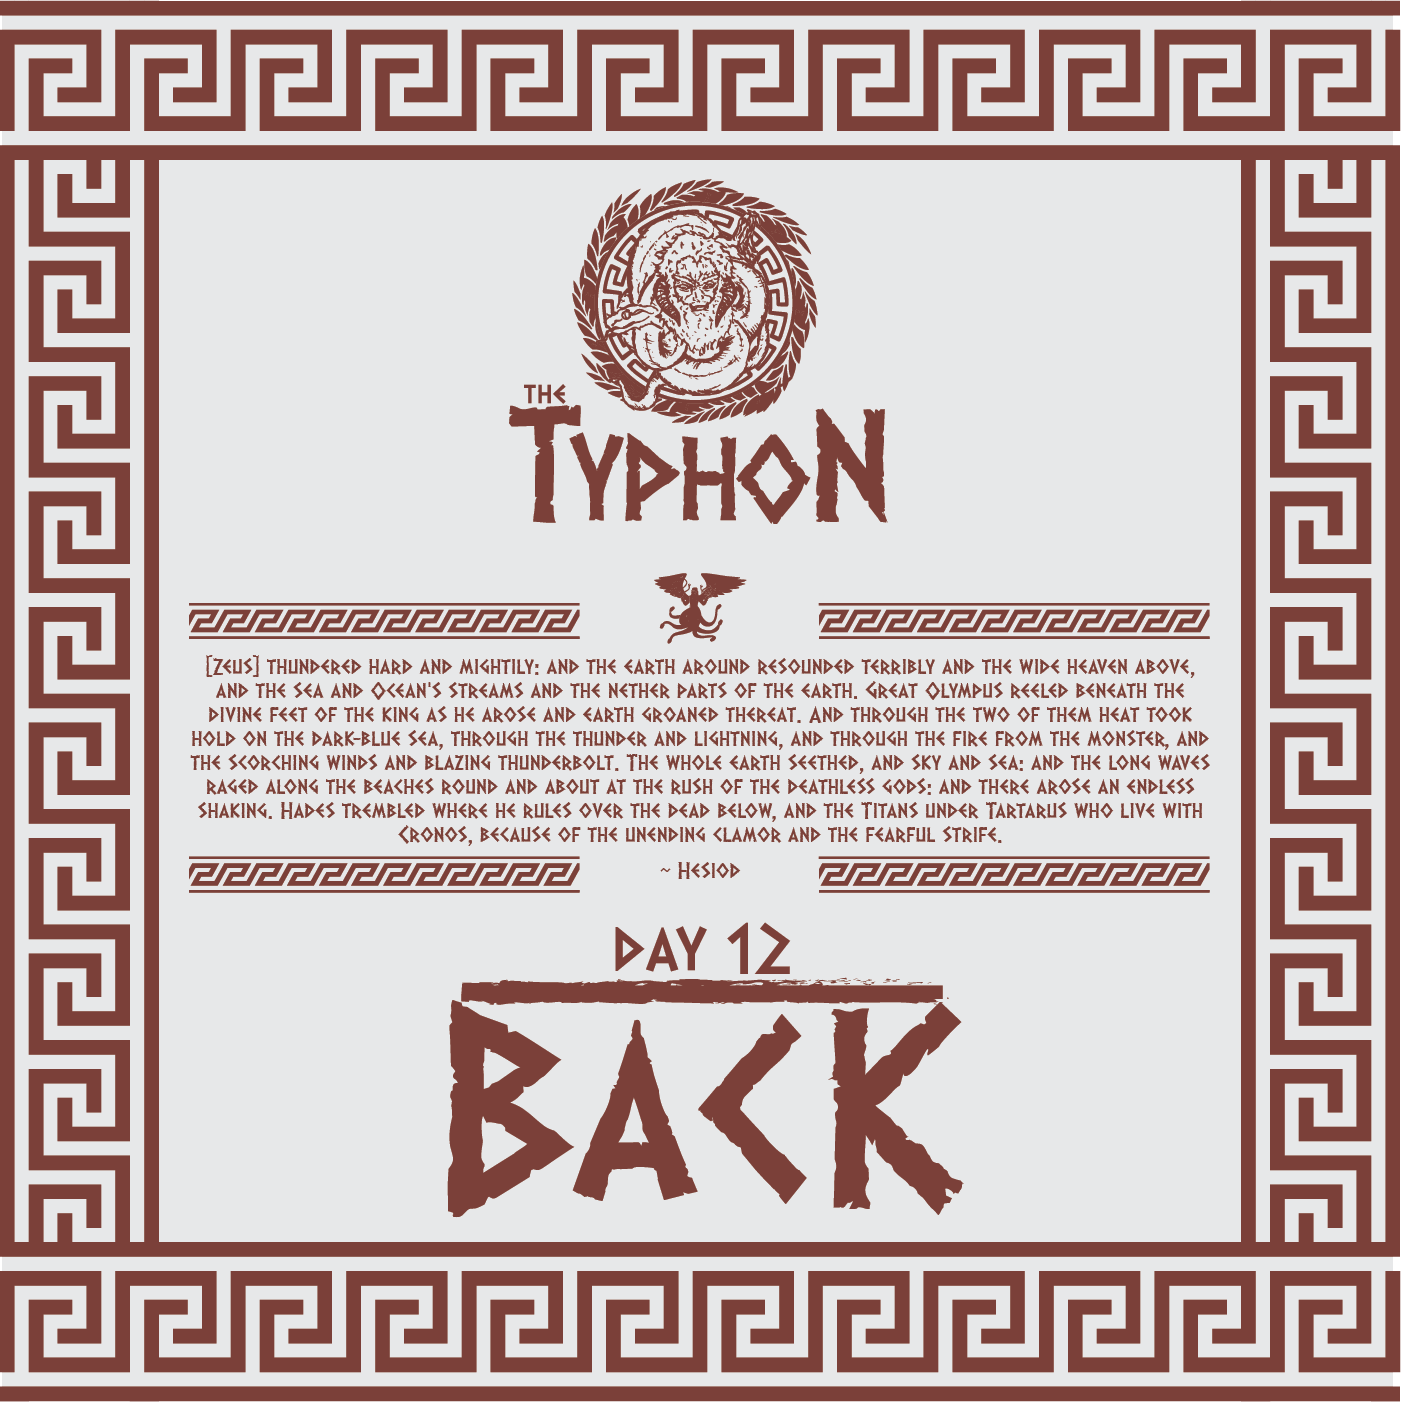 THE
TYPHON
[ZEUS] THUNDERED HARD AND MIGHTILY: AND THE EARTH AROUND RESOUNDED TERRIBLY AND THE WIDE HEAVEN ABOVE,
AND THE SEA AND OCEAN'S STREAMS AND THE NETHER PARTS OF THE EARTH. GREAT OLYMPUS REELED BENEATH THE
DIVINE FEET OF THE KING AS HE AROSE AND EARTH GROANED THEREAT. AND THROUGH THE TWO OF THEM HEAT TOOK
HOLD ON THE DARK-BLUE SEA, THROUGH THE THUNDER AND LIGHTNING, AND THROUGH THE FIRE FROM THE MONSTER, AND
THE SCORCHING WINDS AND BLAZING THUNDERBOLT. THE WHOLE EARTH SEETHED, AND SKY AND SEA: AND THE LONG WAVES
RAGED ALONG THE BEACHES ROUND AND ABOUT AT THE RUSH OF THE DEATHLESS GODS: AND THERE AROSE AN ENDLESS
SHAKING. HADES TREMBLED WHERE HE RULES OVER THE DEAD BELOW, AND THE TITANS UNDER TARTARUS WHO LIVE WITH
CRONOS, BECAUSE OF THE UNENDING CLAMOR AND THE FEARFUL STRIFE.
~ HESIOD
DAY 12
BACK